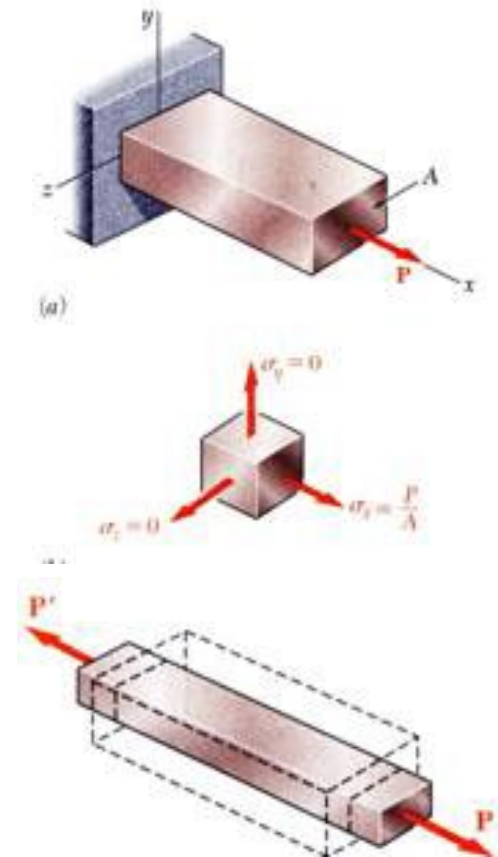 y
z
A
P
x
(a)
σy = 0
σz = 0
σx = P/A
P'
P